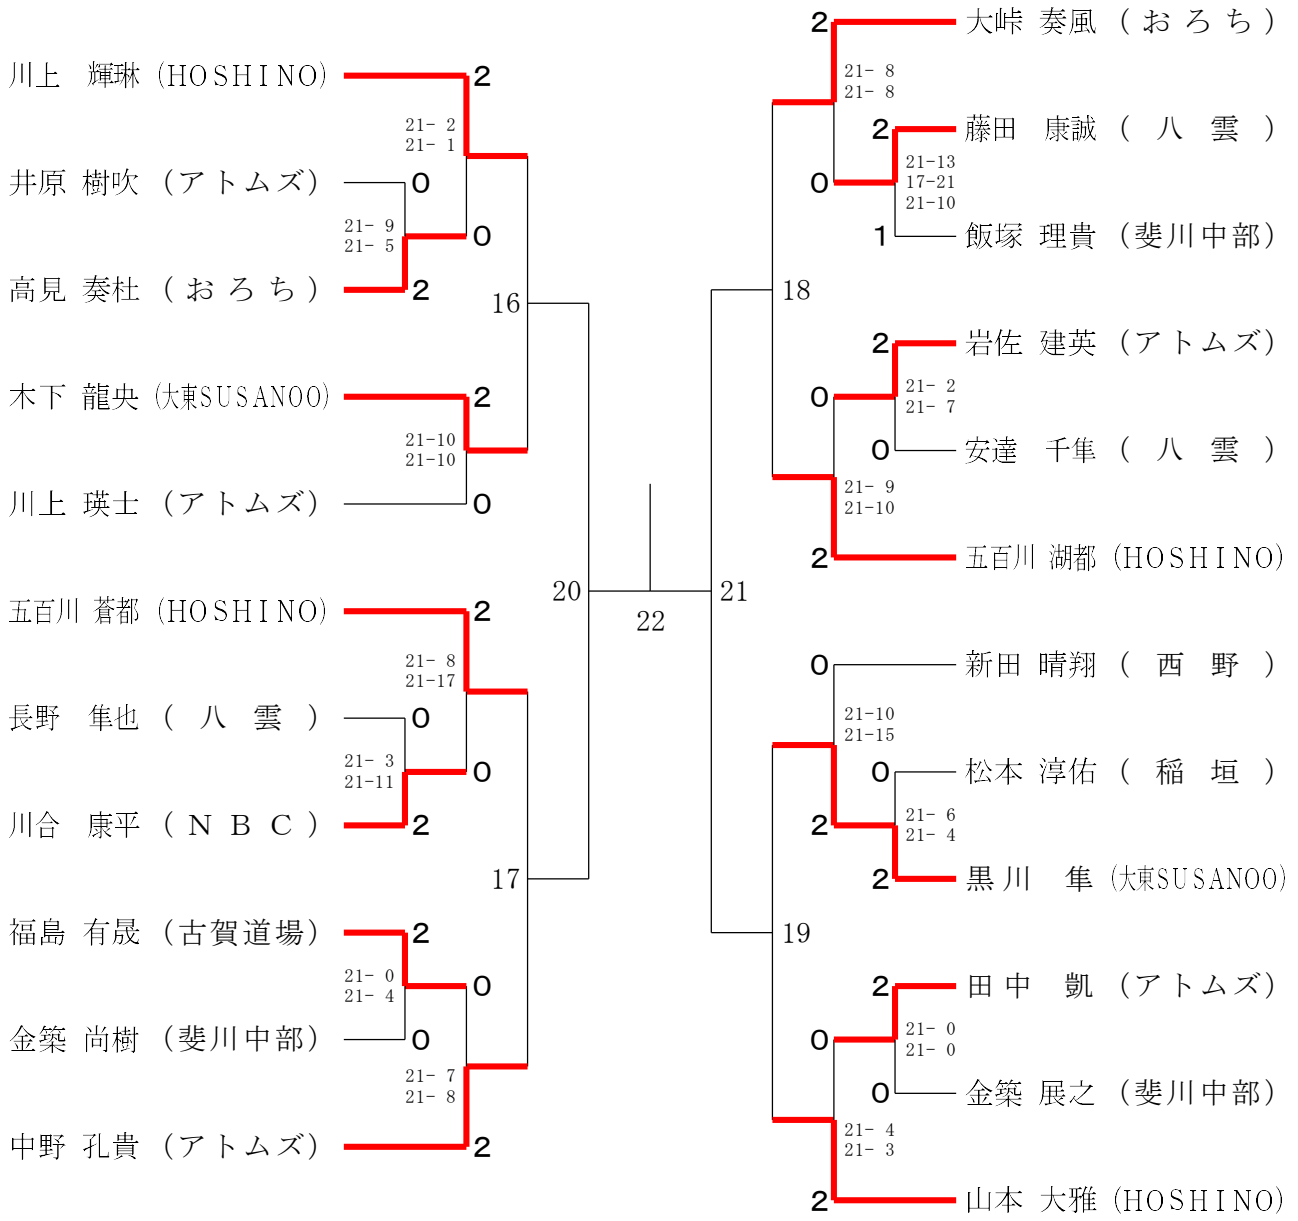 川上　輝琳 (HOSHINO)
2
21- 2
21- 1
井原 樹吹 (アトムズ)
0
21- 9
21- 5
0
高見 奏杜 (おろち)
2
16
木下 龍央 (大東SUSANOO)
2
21-10
21-10
川上 瑛士 (アトムズ)
0
20
五百川 蒼都 (HOSHINO)
2
21- 8
21-17
長野　隼也 (八雲)
0
21- 3
21-11
0
川合　康平 (NBC)
2
17
福島 有晟 (古賀道場)
2
21- 0
21- 4
0
金築 尚樹 (斐川中部)
0
21- 7
21- 8
中野 孔貴 (アトムズ)
2
22
2
大峠 奏風 (おろち)
21- 8
21- 8
2
藤田　康誠 (八雲)
0
21-13
17-21
21-10
1
飯塚 理貴 (斐川中部)
18
2
岩佐 建英 (アトムズ)
0
21- 2
21- 7
0
安達　千隼 (八雲)
21- 9
21-10
2
五百川 湖都 (HOSHINO)
21
0
新田 晴翔 (西野)
21-10
21-15
0
松本 淳佑 (稲垣)
2
21- 6
21- 4
2
黒川　隼 (大東SUSANOO)
19
2
田中　凱 (アトムズ)
0
21- 0
21- 0
0
金築 展之 (斐川中部)
21- 4
21- 3
2
山本 大雅 (HOSHINO)